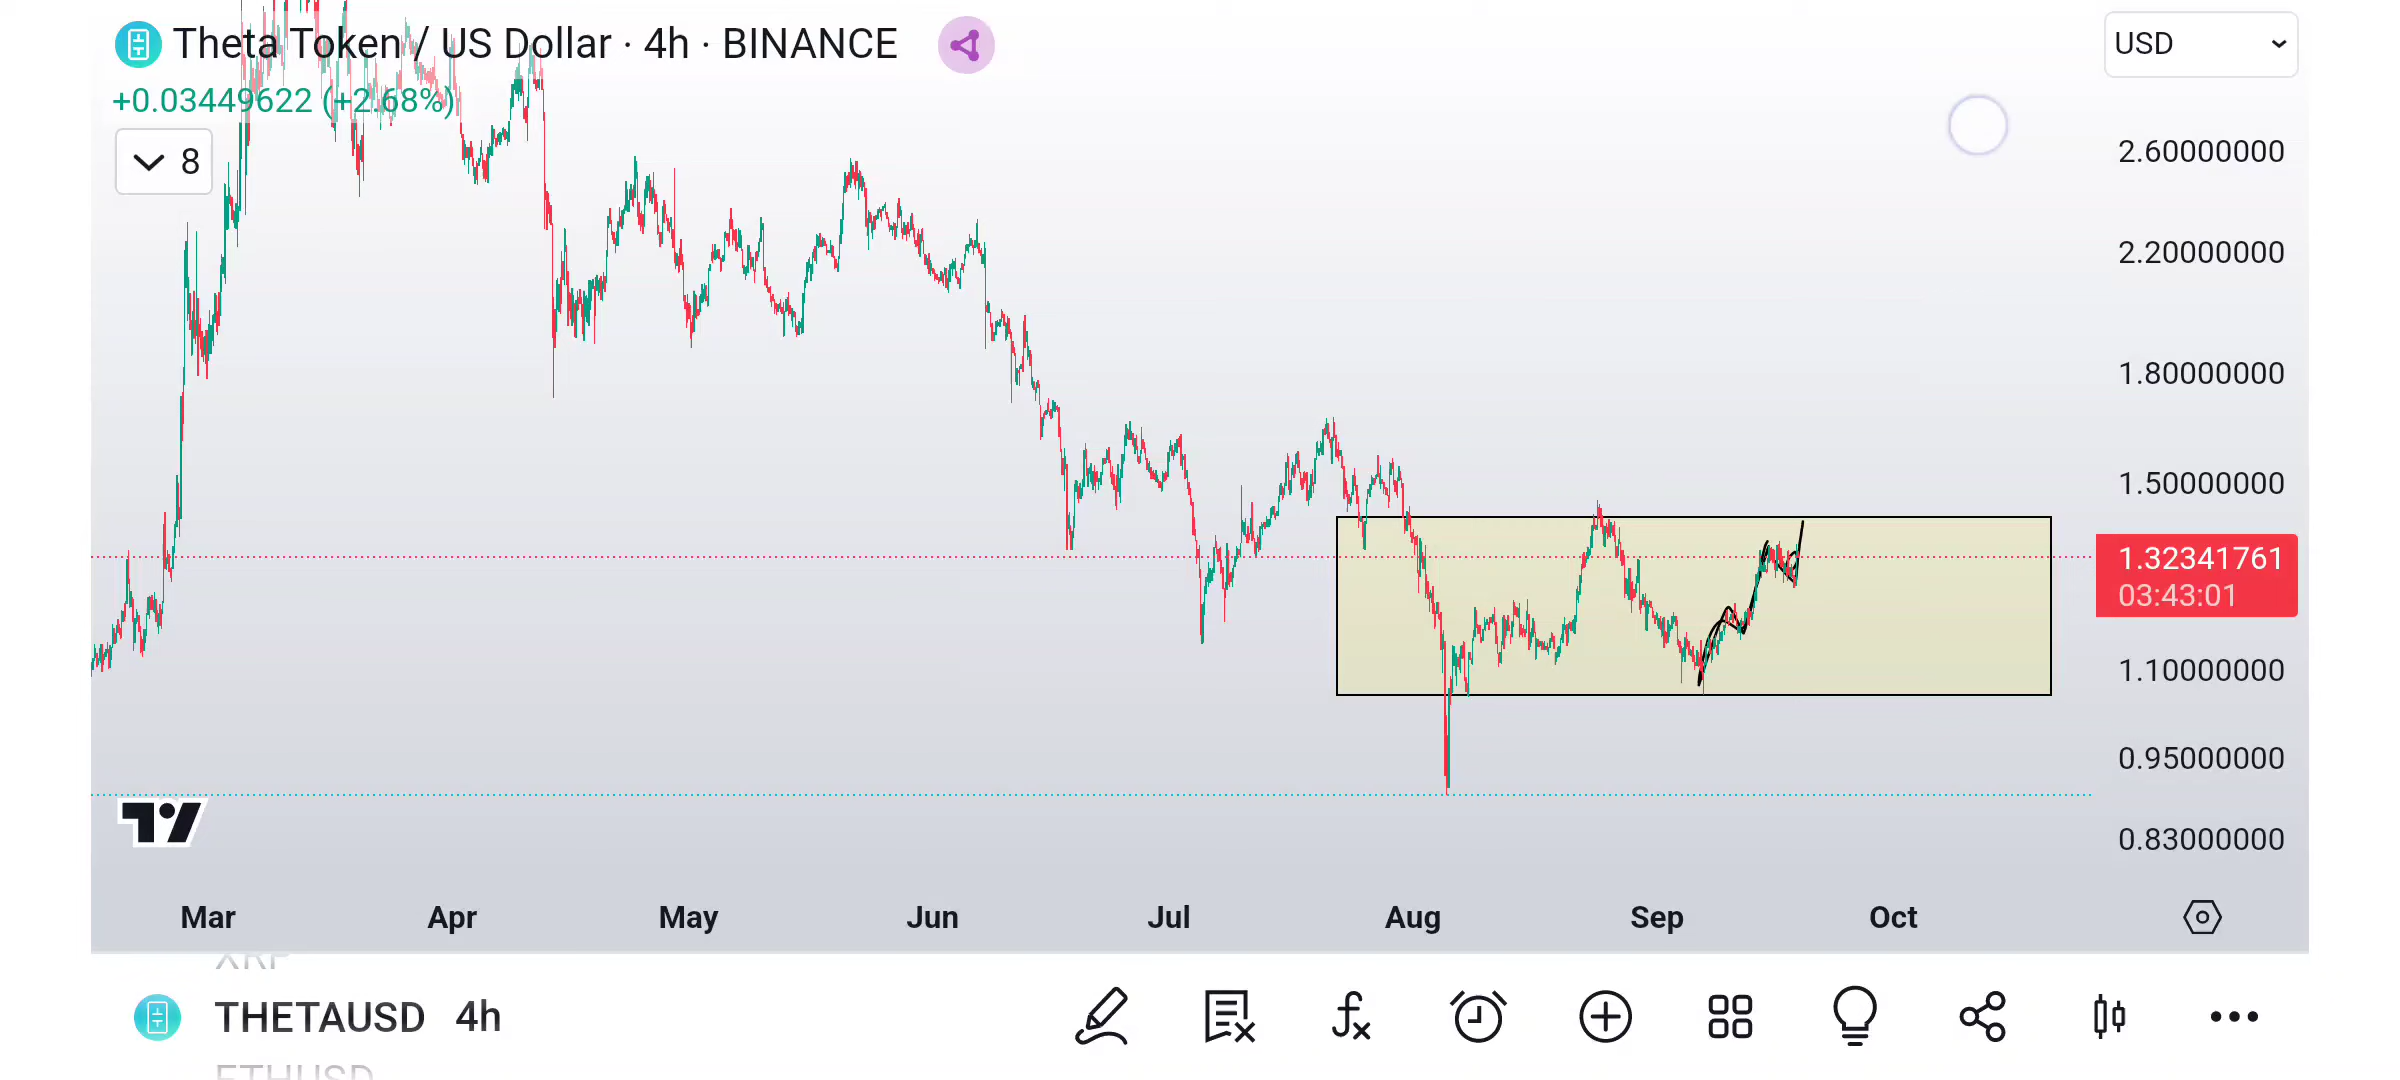 Theta Token / US Dollar · 4h · BINANCE
USD
+0.03449622 (+2.68%)
8
2.60000000
2.20000000
1.80000000
1.50000000
1.32341761
03:43:01
1.10000000
0.95000000
0.83000000
Mar Apr May Jun Jul Aug Sep Oct
XRP
THETAUSD 4h
ETHUSD